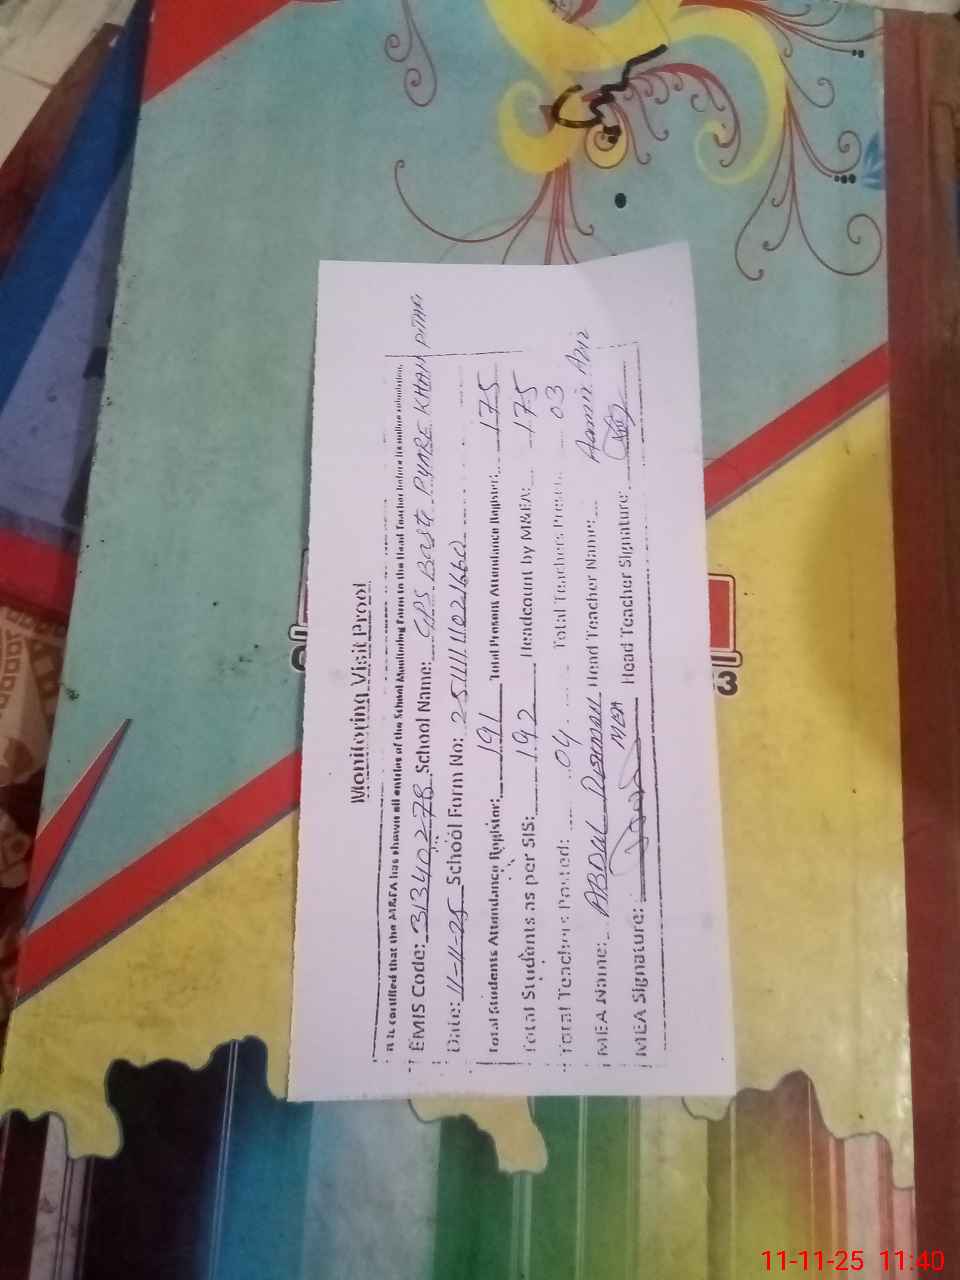 Monitoring Visit Proof
It is certified that the M&EA has shown all entries of the School Monitoring Form to the Head Teacher before its online submission.
EMIS Code: 31340278 School Name: GPS Basti PYARE KHAN
Date: 11-11-25 School Form No:
Total Students Attendance Register: 191 Total Present Attendance Register: 175
Total Students as per SIS: 192 Headcount by M&EA: 175
Total Teachers Posted: 04 Total Teachers Present 03
MEA Name: ABDUL Head Teacher Name: Aamir
MEA Signature: MEA Head Teacher Signature:
3
11-11-25 11:40